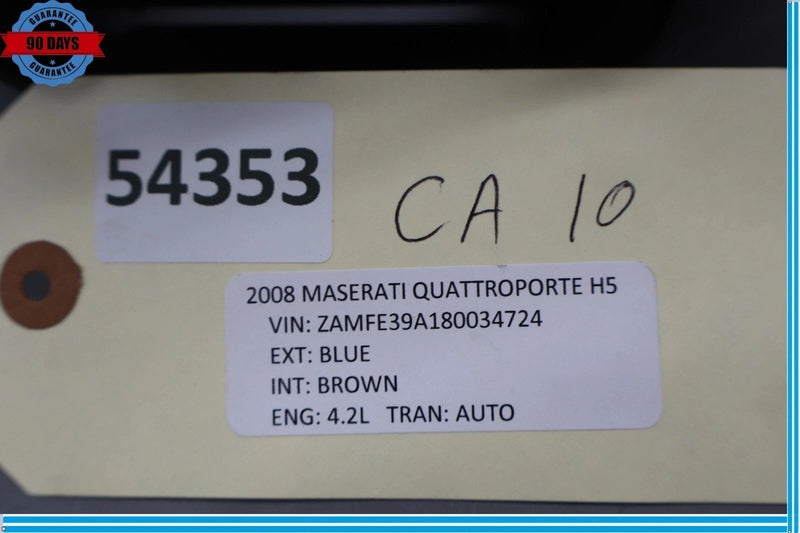 GUARANTEE
90 DAYS
GUARANTEE
54353
CA 10
2008 MASERATI QUATTROPORTE H5
VIN: ZAMFE39A180034724
EXT: BLUE
INT: BROWN
ENG: 4.2L TRAN: AUTO